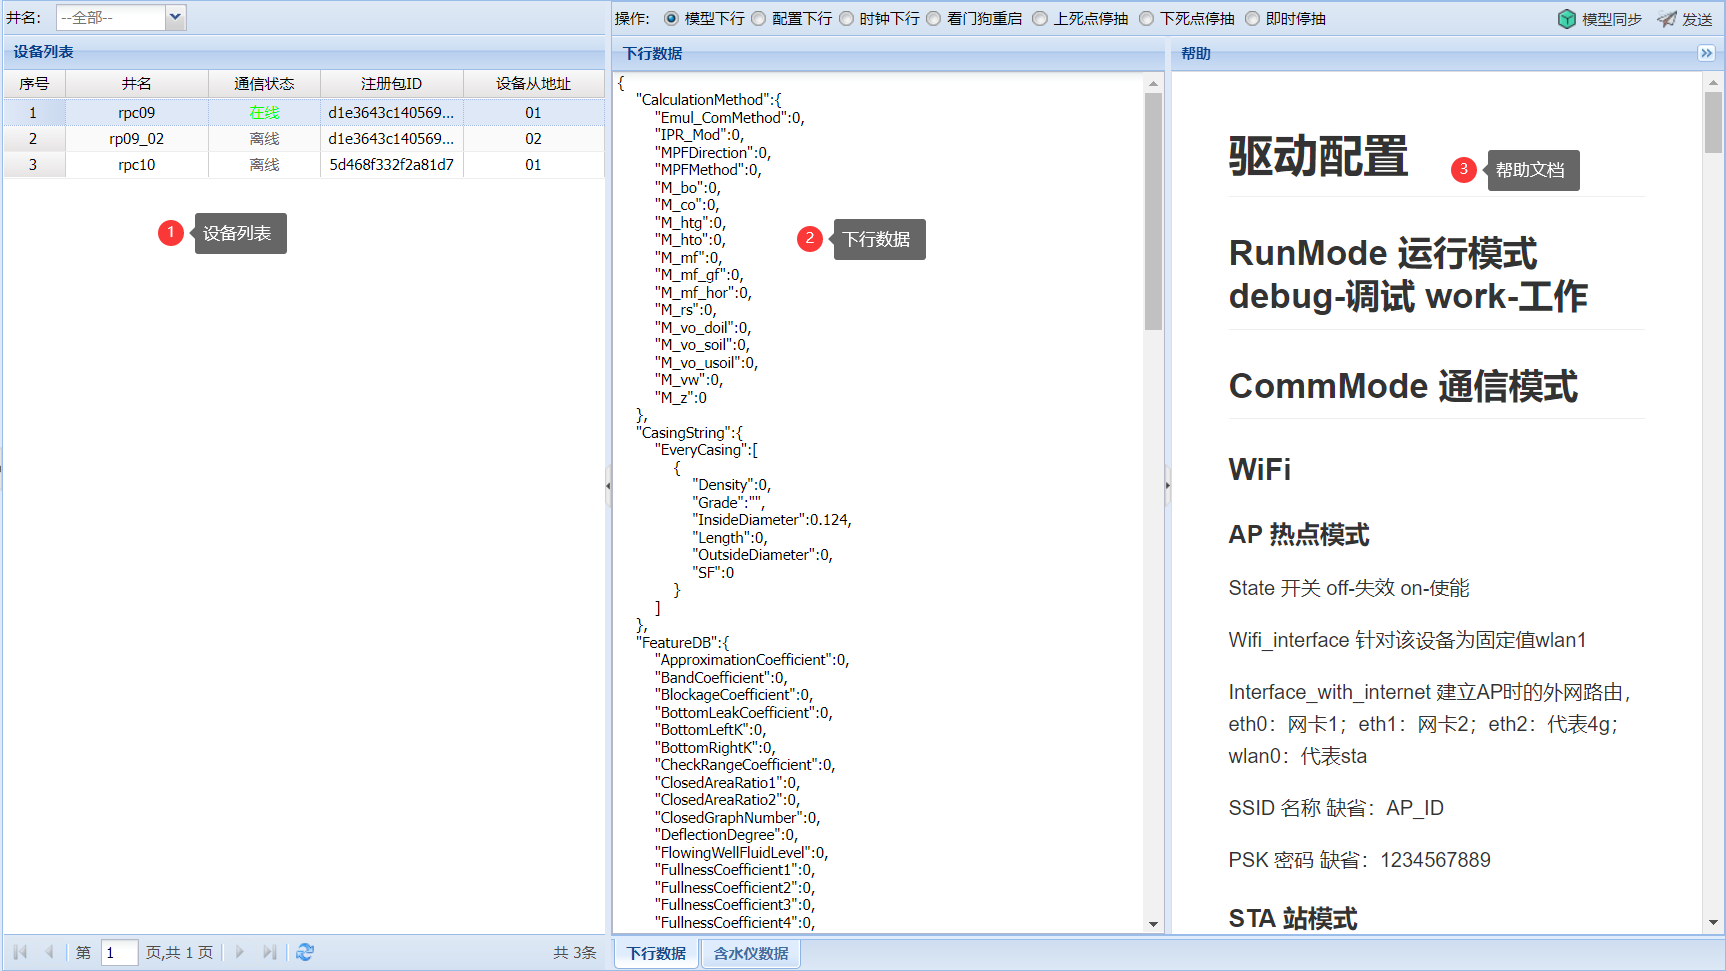 井名: --全部--
操作: 模型下行 配置下行 时钟下行 看门狗重启 上死点停抽 下死点停抽 即时停抽 模型同步 发送
设备列表
序号 井名 通信状态 注册包ID 设备从地址
1 rpc09 在线 d1e3643c140569... 01
2 rp09_02 离线 d1e3643c140569... 02
3 rpc10 离线 5d468f332f2a81d7 01
1 设备列表
第 1 页,共 1 页 共 3条
下行数据
{
"CalculationMethod":{
"Emul_ComMethod":0,
"IPR_Mod":0,
"MPFDirection":0,
"MPFMethod":0,
"M_bo":0,
"M_co":0,
"M_htg":0,
"M_hto":0,
"M_mf":0,
"M_mf_gf":0,
"M_mf_hor":0,
"M_rs":0,
"M_vo_doil":0,
"M_vo_soil":0,
"M_vo_usoil":0,
"M_vw":0,
"M_z":0
},
"CasingString":{
"EveryCasing":[
{
"Density":0,
"Grade":"",
"InsideDiameter":0.124,
"Length":0,
"OutsideDiameter":0,
"SF":0
}
]
},
"FeatureDB":{
"ApproximationCoefficient":0,
"BandCoefficient":0,
"BlockageCoefficient":0,
"BottomLeakCoefficient":0,
"BottomLeftK":0,
"BottomRightK":0,
"CheckRangeCoefficient":0,
"ClosedAreaRatio1":0,
"ClosedAreaRatio2":0,
"ClosedGraphNumber":0,
"DeflectionDegree":0,
"FlowingWellFluidLevel":0,
"FullnessCoefficient1":0,
"FullnessCoefficient2":0,
"FullnessCoefficient3":0,
"FullnessCoefficient4":0,
2 下行数据
下行数据 含水仪数据
帮助
驱动配置
3 帮助文档
RunMode 运行模式
debug-调试 work-工作
CommMode 通信模式
WiFi
AP 热点模式
State 开关 off-失效 on-使能
Wifi_interface 针对该设备为固定值wlan1
Interface_with_internet 建立AP时的外网路由，
eth0：网卡1；eth1：网卡2；eth2：代表4g；
wlan0：代表sta
SSID 名称 缺省：AP_ID
PSK 密码 缺省：1234567889
STA 站模式